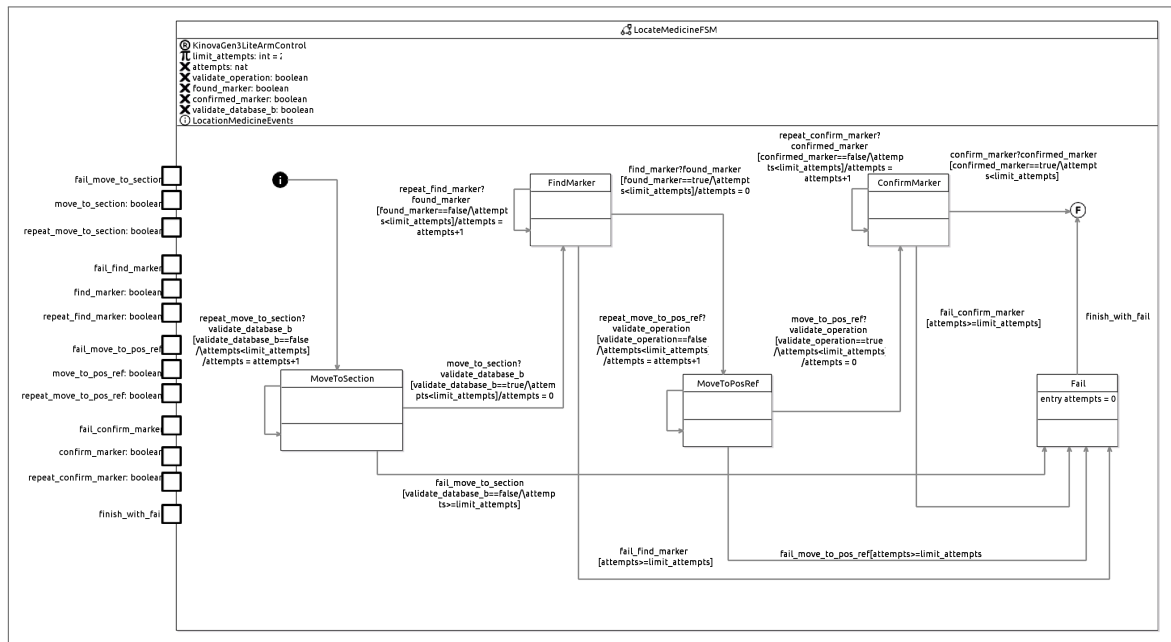 LocateMedicineFSM
KinovaGen3LiteArmControl
limit_attempts: int =
attempts: nat
validate_operation: boolean
found_marker: boolean
confirmed_marker: boolean
validate_database_b: boolean
LocationMedicineEvents
fail_move_to_section
move_to_section: boolean
repeat_move_to_section: boolean
fail_find_marker
find_marker: boolean
repeat_find_marker: boolean
fail_move_to_pos_ref
move_to_pos_ref: boolean
repeat_move_to_pos_ref: boolean
fail_confirm_marker
confirm_marker: boolean
repeat_confirm_marker: boolean
finish_with_fai
i
repeat_move_to_section?
validate_database_b
[validate_database_b==false
/\attempts<limit_attempts]
/attempts = attempts+1
MoveToSection
move_to_section?
validate_database_b
[validate_database_b==true/\attem
pts<limit_attempts]/attempts = 0
repeat_find_marker?
found_marker
[found_marker==false/\attempt
s<limit_attempts]/attempts =
attempts+1
FindMarker
find_marker?found_marker
[found_marker==true/\attempt
s<limit_attempts]/attempts = 0
repeat_move_to_pos_ref?
validate_operation
[validate_operation==false
/\attempts<limit_attempts]
/attempts = attempts+1
MoveToPosRef
move_to_pos_ref?
validate_operation
[validate_operation==true
/\attempts<limit_attempts]
/attempts = 0
repeat_confirm_marker?
confirmed_marker
[confirmed_marker==false/\attemp
ts<limit_attempts]/attempts =
attempts+1
ConfirmMarker
confirm_marker?confirmed_marker
[confirmed_marker==true/\attempt
s<limit_attempts]
F
fail_confirm_marker
[attempts>=limit_attempts]
finish_with_fail
Fail
entry attempts = 0
fail_move_to_section
[validate_database_b==false/\attemp
ts>=limit_attempts]
fail_find_marker
[attempts>=limit_attempts]
fail_move_to_pos_ref[attempts>=limit_attempts